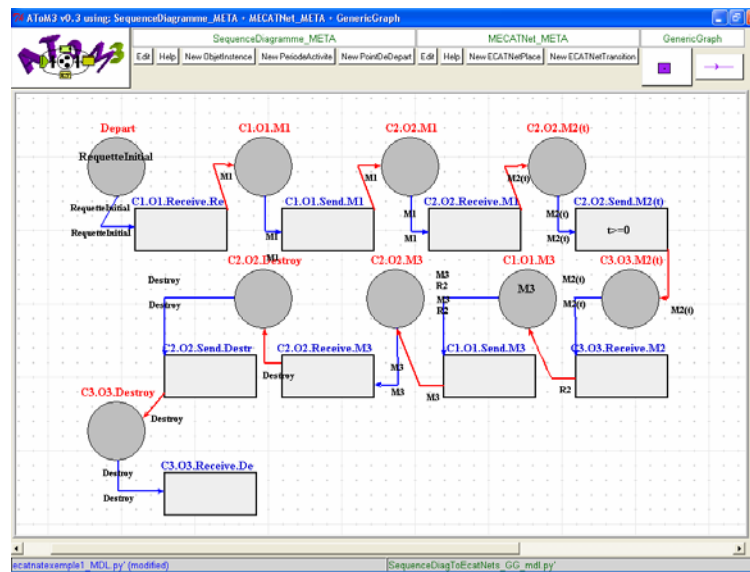 AToM3 v0.3 using: SequenceDiagramme_META + MECATNet_META + GenericGraph
SequenceDiagramme_META
MECATNet_META
GenericGraph
AToM3
Edit Help New ObjetInstence New PeriodeActivite New PointDeDepart
Edit Help New ECATNetPlace New ECATNetTransition
Depart C1.O1.M1 C2.O2.M1 C2.O2.M2(t)
RequetteInitial
M1 M1 M2(t)
RequetteInitial C1.O1.Receive.Re C1.O1.Send.M1 C2.O2.Receive.M1 C2.O2.Send.M2(t)
RequetteInitial M1 M1 M2(t)
M1 M1 M2(t) t>=0
C2.O2.Destroy C2.O2.M3 C1.O1.M3 C3.O3.M2(t)
Destroy M3 M2(t)
R2 M3
Destroy M3 M2(t)
R2 M2(t)
C2.O2.Send.Destr C2.O2.Receive.M3 C1.O1.Send.M3 C3.O3.Receive.M2
Destroy M3
C3.O3.Destroy M3 M3 R2
Destroy
C3.O3.Receive.De
Destroy
Destroy
ecatnatexemple1_MDL.py' (modified)
SequenceDiagToEcatNets_GG_mdl.py'